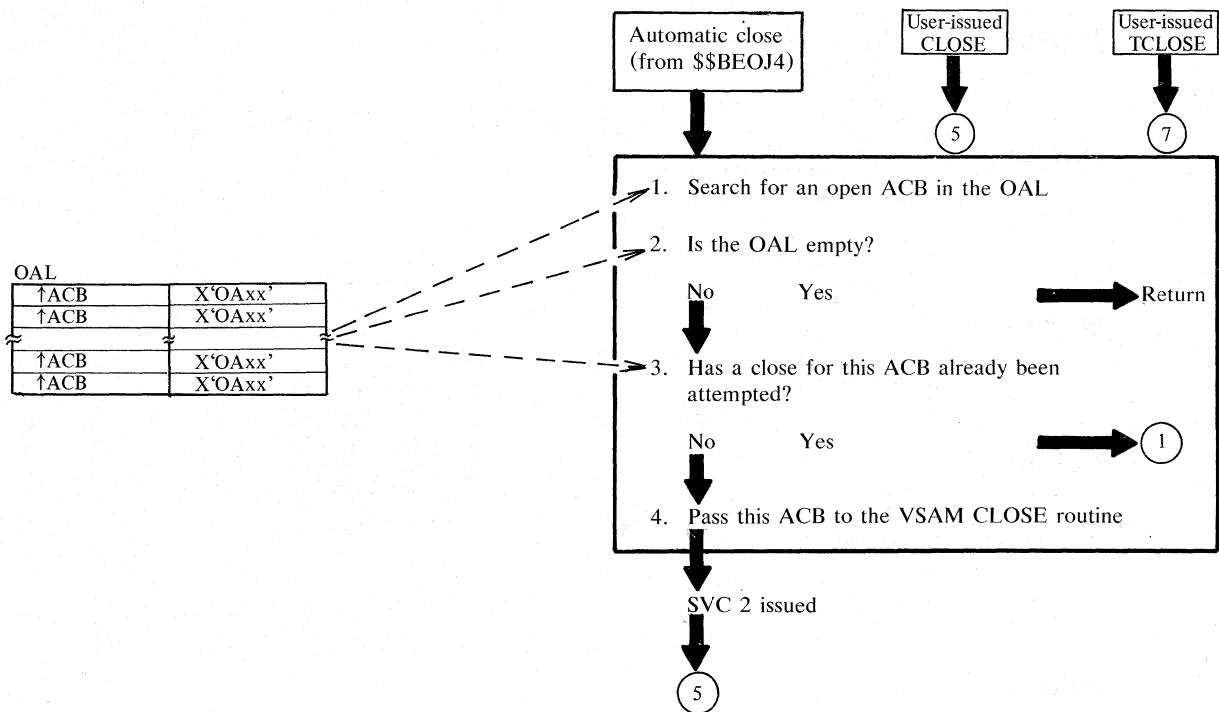 Automatic close
(from $$BEOJ4)
User-issued
CLOSE
User-issued
TCLOSE
5
7
1. Search for an open ACB in the OAL
2. Is the OAL empty?
No Yes Return
OAL
↑ACB X'OAxx'
↑ACB X'OAxx'
↑ACB X'OAxx'
↑ACB X'OAxx'
3. Has a close for this ACB already been
attempted?
No Yes 1
4. Pass this ACB to the VSAM CLOSE routine
SVC 2 issued
5